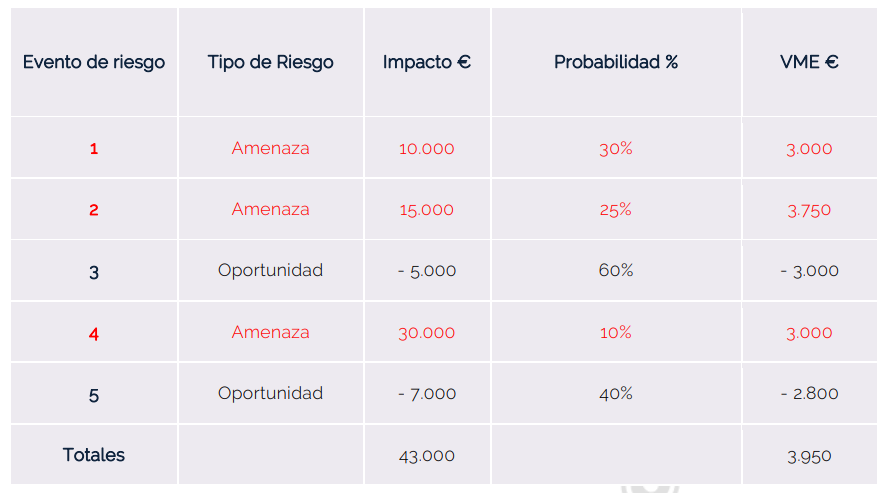 Evento de riesgo Tipo de Riesgo Impacto € Probabilidad % VME €
1 Amenaza 10.000 30% 3.000
2 Amenaza 15.000 25% 3.750
3 Oportunidad - 5.000 60% - 3.000
4 Amenaza 30.000 10% 3.000
5 Oportunidad - 7.000 40% - 2.800
Totales 43.000 3.950